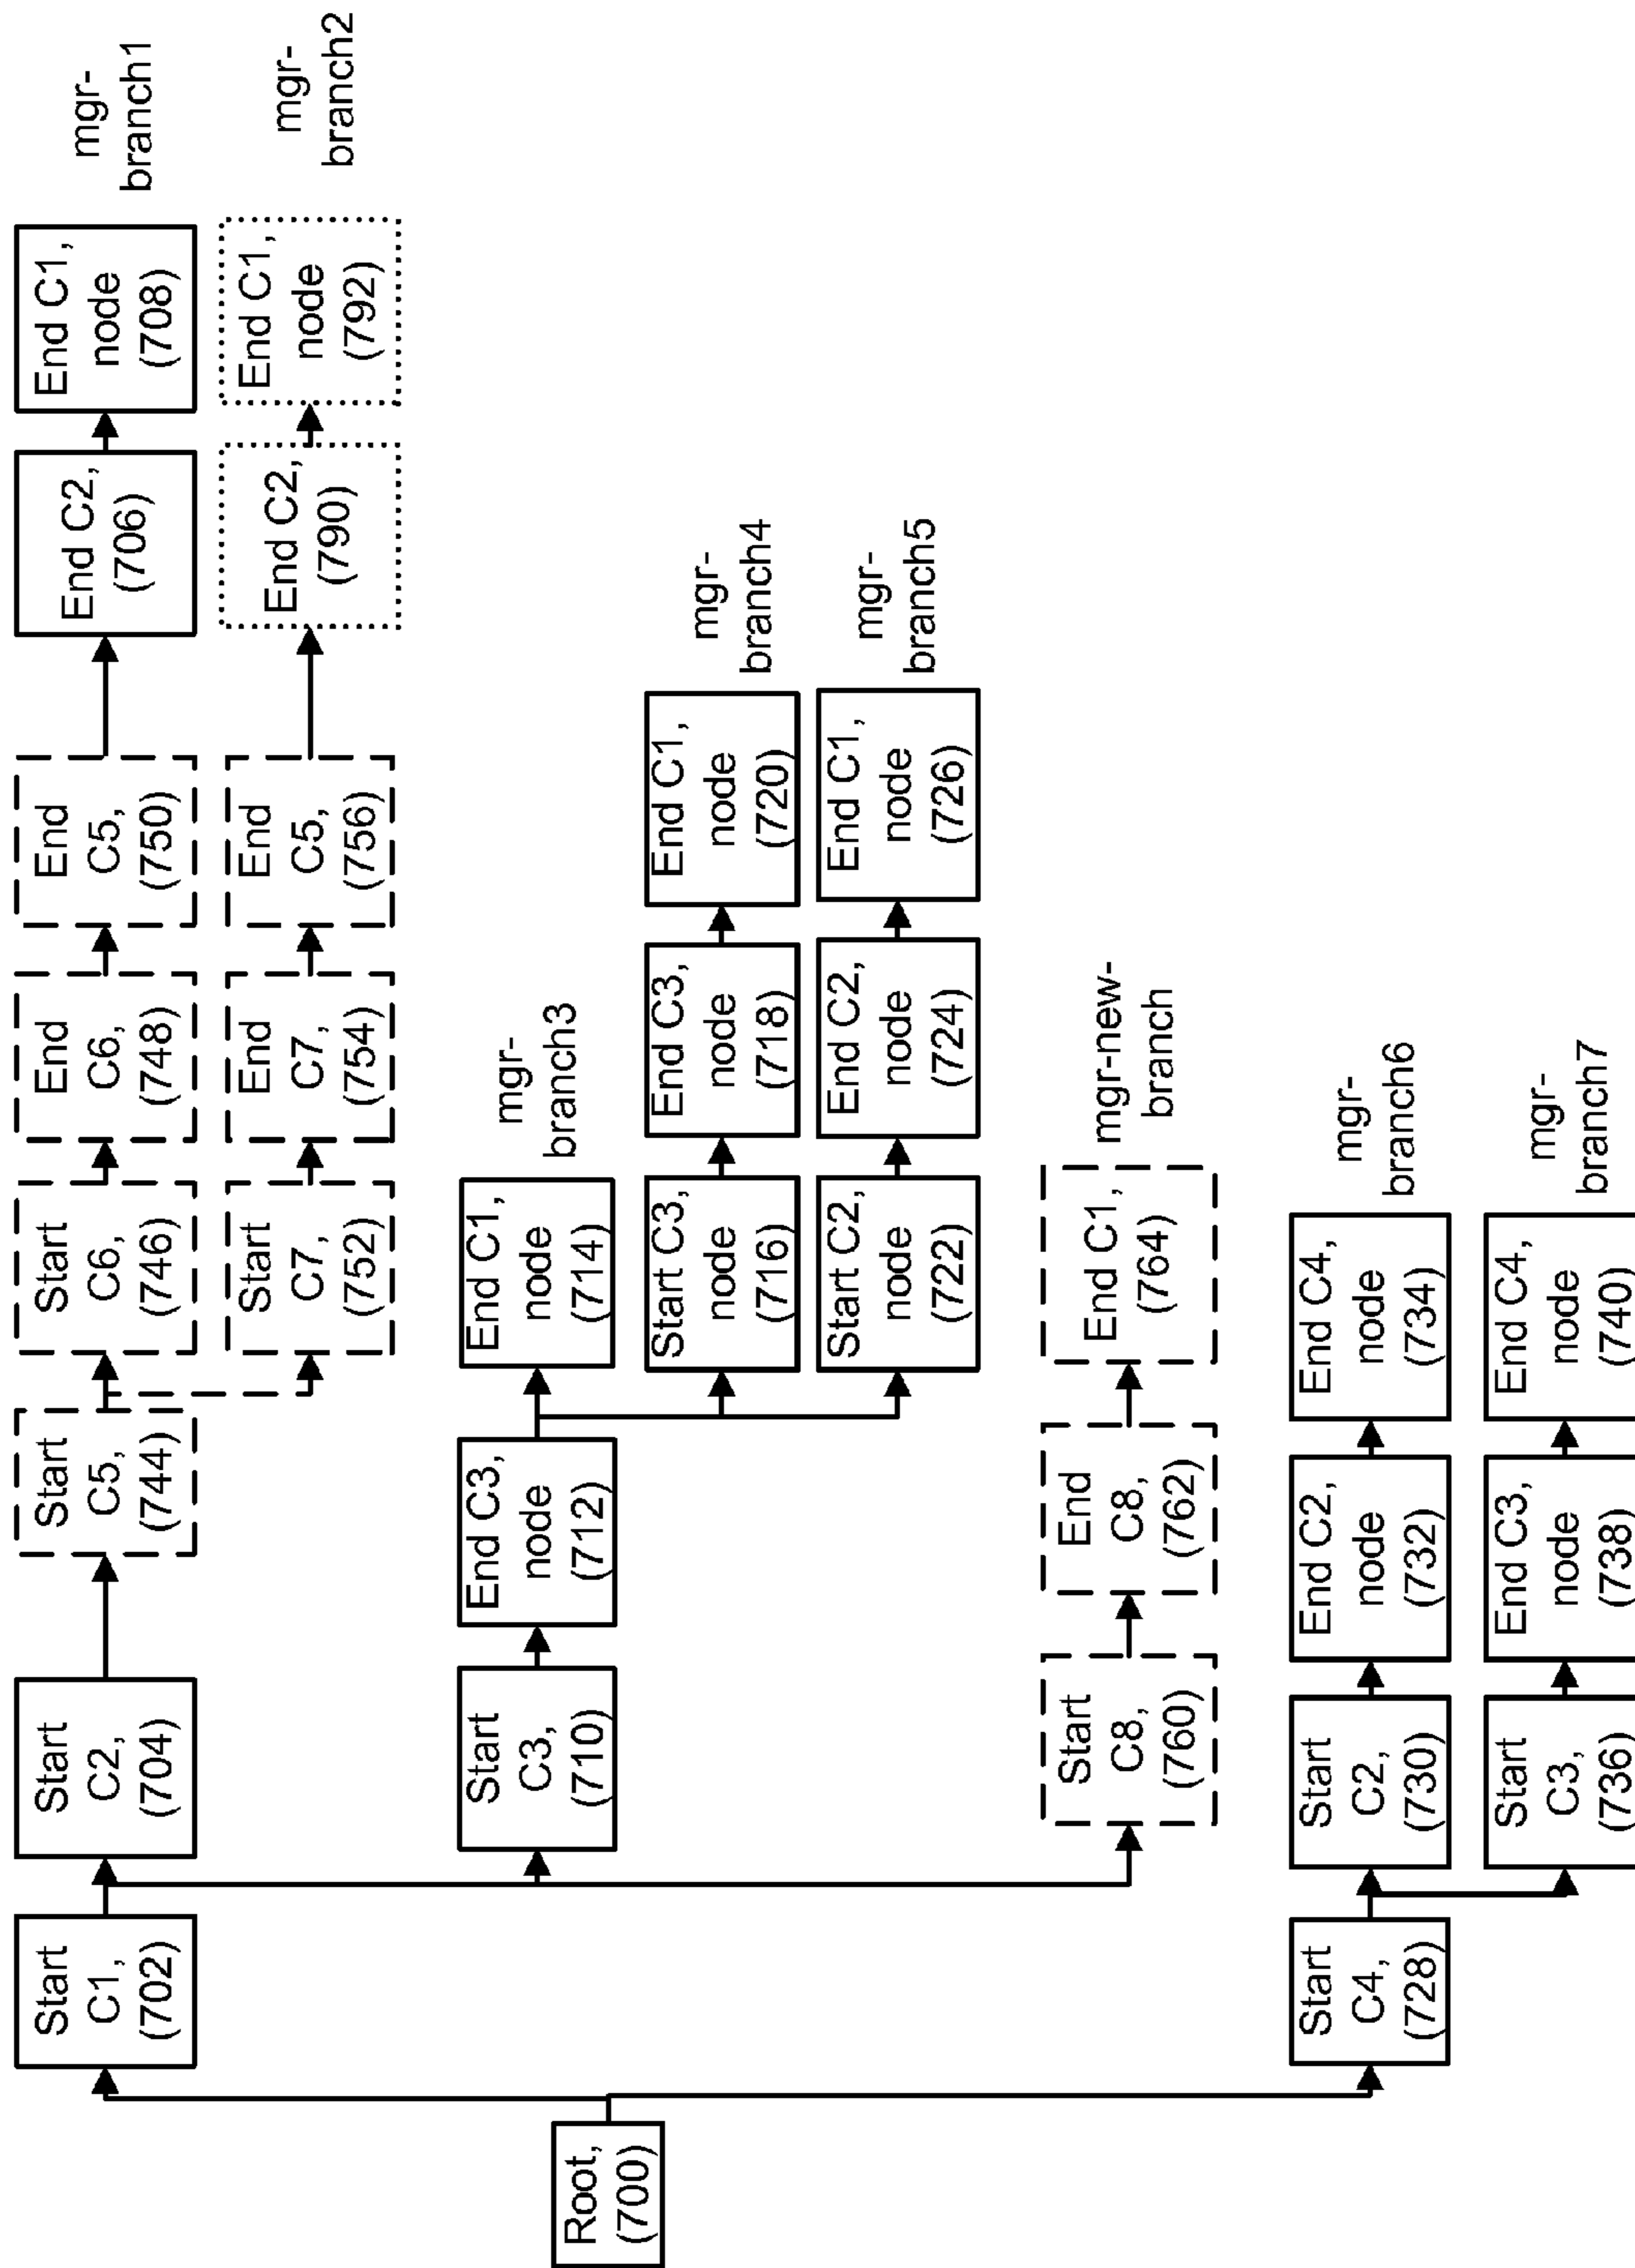 Root,
(700)
Start
C1,
(702)
Start
C2,
(704)
Start
C5,
(744)
Start
C6,
(746)
End
C6,
(748)
End
C5,
(750)
End C2,
(706)
End C1,
node
(708)
mgr-
branch1
Start
C7,
(752)
End
C7,
(754)
End
C5,
(756)
End C2,
(790)
End C1,
node
(792)
mgr-
branch2
Start
C3,
(710)
End C3,
node
(712)
End C1,
node
(714)
mgr-
branch3
Start C3,
node
(716)
End C3,
node
(718)
End C1,
node
(720)
mgr-
branch4
Start C2,
node
(722)
End C2,
node
(724)
End C1,
node
(726)
mgr-
branch5
Start
C8,
(760)
End
C8,
(762)
End C1,
(764)
mgr-new-
branch
Start
C4,
(728)
Start
C2,
(730)
End C2,
node
(732)
End C4,
node
(734)
mgr-
branch6
Start
C3,
(736)
End C3,
node
(738)
End C4,
node
(740)
mgr-
branch7